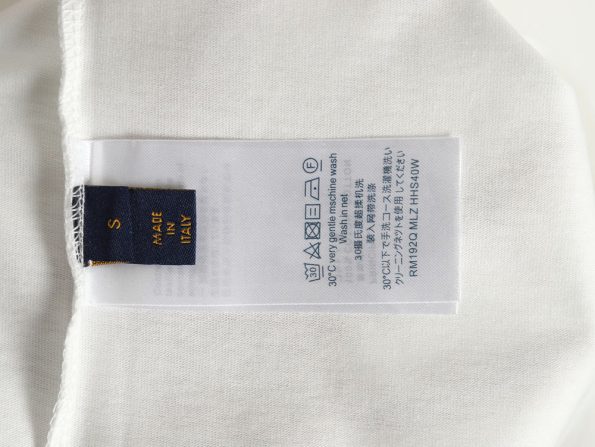 S
MADE
IN
ITALY
30
F
30°C very gentle mschine wash
Wash in net
30摄氏度超揉机洗
装入网带洗涤
30°C以下で手洗コース洗濯機洗い
クリーニングネットを使用してください
RM192Q MLZ HHS40W